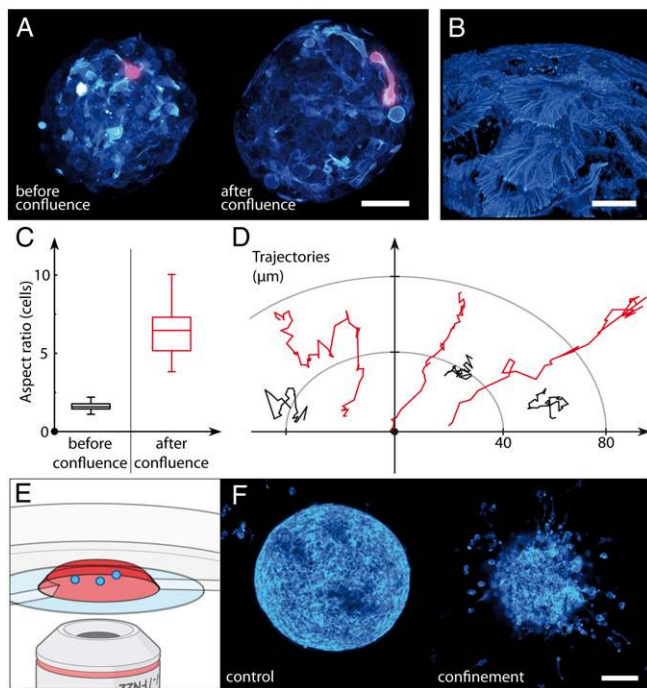 A
before
confluence
after
confluence
B
C
Aspect ratio (cells)
10
5
0
before
confluence
after
confluence
D
Trajectories
(μm)
0
40
80
E
F
control
confinement